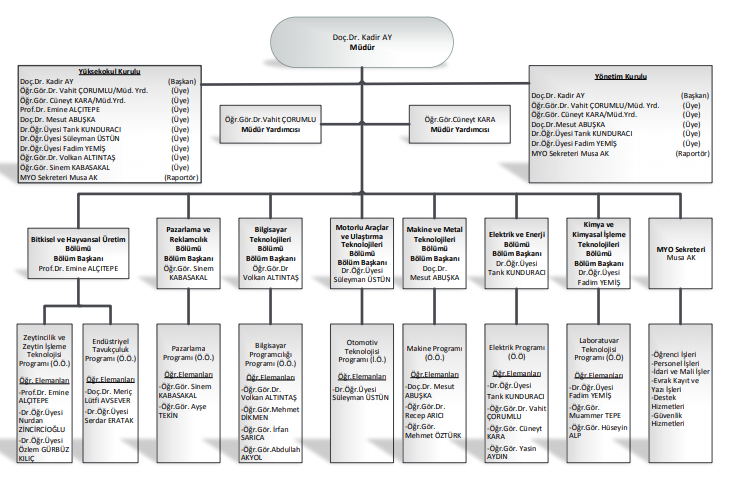 Doç.Dr. Kadir AY
Müdür
Yüksekokul Kurulu
Doç.Dr. Kadir AY (Başkan)
Öğr.Gör.Dr. Vahit ÇORUMLU/Müd. Yrd. (Üye)
Öğr.Gör. Cüneyt KARA/Müd.Yrd. (Üye)
Prof.Dr. Emine ALÇITEPE (Üye)
Doç.Dr. Mesut ABUŞKA (Üye)
Dr.Öğr.Üyesi Tarık KUNDURACI (Üye)
Dr.Öğr.Üyesi Süleyman ÜSTÜN (Üye)
Dr.Öğr.Üyesi Fadim YEMİŞ (Üye)
Öğr.Gör.Dr. Volkan ALTINTAŞ (Üye)
Öğr.Gör. Sinem KABASAKAL (Üye)
MYO Sekreteri Musa AK (Raportör)
Yönetim Kurulu
Doç.Dr. Kadir AY (Başkan)
Öğr.Gör.Dr. Vahit ÇORUMLU/Müd. Yrd. (Üye)
Öğr.Gör. Cüneyt KARA/Müd.Yrd. (Üye)
Doç.Dr.Mesut ABUŞKA (Üye)
Dr.Öğr.Üyesi Tarık KUNDURACI (Üye)
Dr.Öğr.Üyesi Fadim YEMİŞ (Üye)
MYO Sekreteri Musa AK (Raportör)
Öğr.Gör.Dr.Vahit ÇORUMLU
Müdür Yardımcısı
Öğr.Gör.Cüneyt KARA
Müdür Yardımcısı
Bitkisel ve Hayvansal Üretim
Bölümü
Bölüm Başkanı
Prof.Dr. Emine ALÇITEPE
Pazarlama ve
Reklamcılık
Bölümü
Bölüm Başkanı
Öğr.Gör. Sinem
KABASAKAL
Bilgisayar
Teknolojileri
Bölümü
Bölüm Başkanı
Öğr.Gör.Dr
Volkan ALTINTAŞ
Motorlu Araçlar
ve Ulaştırma
Teknolojileri
Bölümü
Bölüm Başkanı
Dr.Öğr.Üyesi
Süleyman ÜSTÜN
Makine ve Metal
Teknolojileri
Bölümü
Bölüm Başkanı
Doç.Dr.
Mesut ABUŞKA
Elektrik ve Enerji
Bölümü
Bölüm Başkanı
Dr.Öğr.Üyesi
Tarık KUNDURACI
Kimya ve
Kimyasal İşleme
Teknolojileri
Bölümü
Bölüm Başkanı
Dr.Öğr.Üyesi
Fadim YEMİŞ
MYO Sekreteri
Musa AK
Zeytincilik ve
Zeytin İşleme
Teknolojisi
Programı (Ö.Ö.)
Öğr. Elemanları
-Prof.Dr. Emine
ALÇITEPE
-Dr.Öğr.Üyesi
Nurdan
ZİNCİRCİOĞLU
-Dr.Öğr.Üyesi
Özlem GÜRBÜZ
KILIÇ
Endüstriyel
Tavukçuluk
Programı (Ö.Ö.)
Öğr. Elemanları
-Doç.Dr. Meriç
Lütfi AVSEVER
-Dr.Öğr.Üyesi
Serdar ERATAK
Pazarlama
Programı (Ö.Ö.)
Öğr.Elemanları
-Öğr.Gör. Sinem
KABASAKAL
-Öğr.Gör. Ayşe
TEKİN
Bilgisayar
Programcılığı
Programı (Ö.Ö.)
Öğr.Elemanları
-Öğr.Gör.Dr.
Volkan ALTINTAŞ
-Öğr.Gör.Mehmet
DİKMEN
-Öğr.Gör. İrfan
SARICA
-Öğr.Gör.Abdullah
AKYOL
Otomotiv
Teknolojisi
Programı (İ.Ö.)
Öğr.Elemanları
-Dr.Öğr.Üyesi
Süleyman ÜSTÜN
Makine Programı
(Ö.Ö.)
Öğr.Elemanları
-Doç.Dr. Mesut
ABUŞKA
-Öğr.Gör.Dr.
Recep ARICI
-Öğr.Gör.
Mehmet ÖZTÜRK
Elektrik Programı
(Ö.Ö)
Öğr.Elemanları
-Dr.Öğr.Üyesi
Tarık KUNDURACI
-Öğr.Gör.Dr. Vahit
ÇORUMLU
-Öğr.Gör. Cüneyt
KARA
-Öğr.Gör. Yasin
AYDIN
Laboratuvar
Teknolojisi
Programı (Ö.Ö)
Öğr.Elemanları
-Dr.Öğr.Üyesi
Fadim YEMİŞ
-Öğr.Gör.
Muammer TEPE
-Öğr.Gör. Hüseyin
ALP
-Öğrenci İşleri
-Personel İşleri
-İdari ve Mali İşler
-Evrak Kayıt ve
Yazı İşleri
-Destek
Hizmetleri
-Güvenlik
Hizmetleri